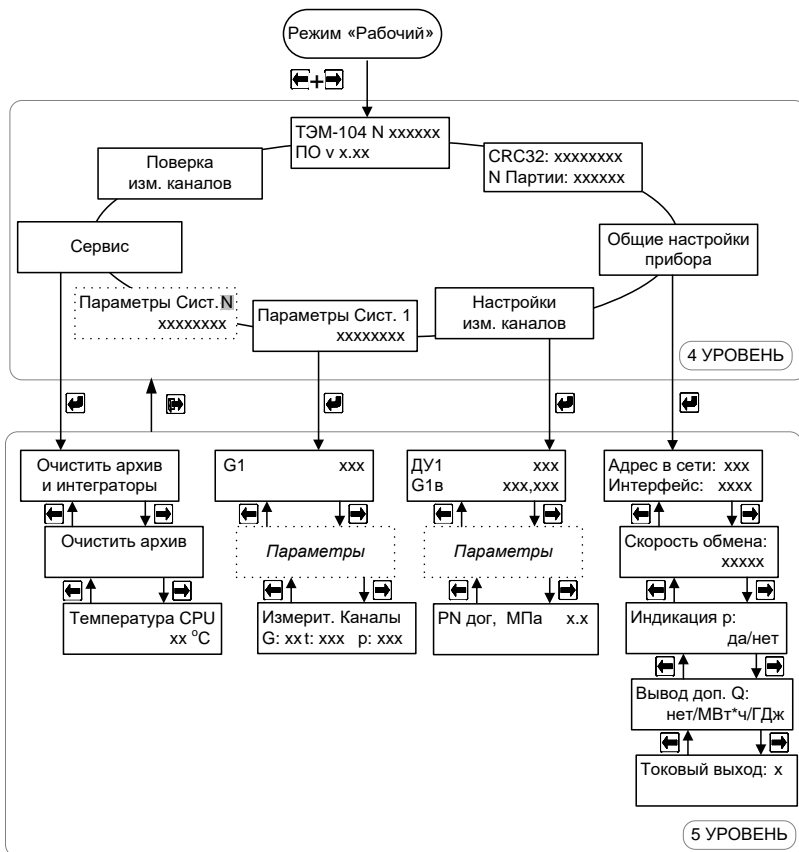 Режим «Рабочий»
+
ТЭМ-104 N xxxxxx
ПО v x.xx
Поверка
изм. каналов
CRC32: xxxxxxxx
N Партии: xxxxxx
Сервис
Общие настройки
прибора
Параметры Сист. N
xxxxxxxx
Параметры Сист. 1
xxxxxxxx
Настройки
изм. каналов
4 УРОВЕНЬ
Очистить архив
и интеграторы
G1 xxx
ДУ1 xxx
G1в xxx,xxx
Адрес в сети: xxx
Интерфейс: xxxx
Очистить архив
Параметры
Параметры
Скорость обмена:
xxxxx
Температура CPU
xx °C
Измерит. Каналы
G: xx t: xxx p: xxx
PN дог, МПа x.x
Индикация p:
да/нет
Вывод доп. Q:
нет/МВт*ч/ГДж
Токовый выход: x
5 УРОВЕНЬ